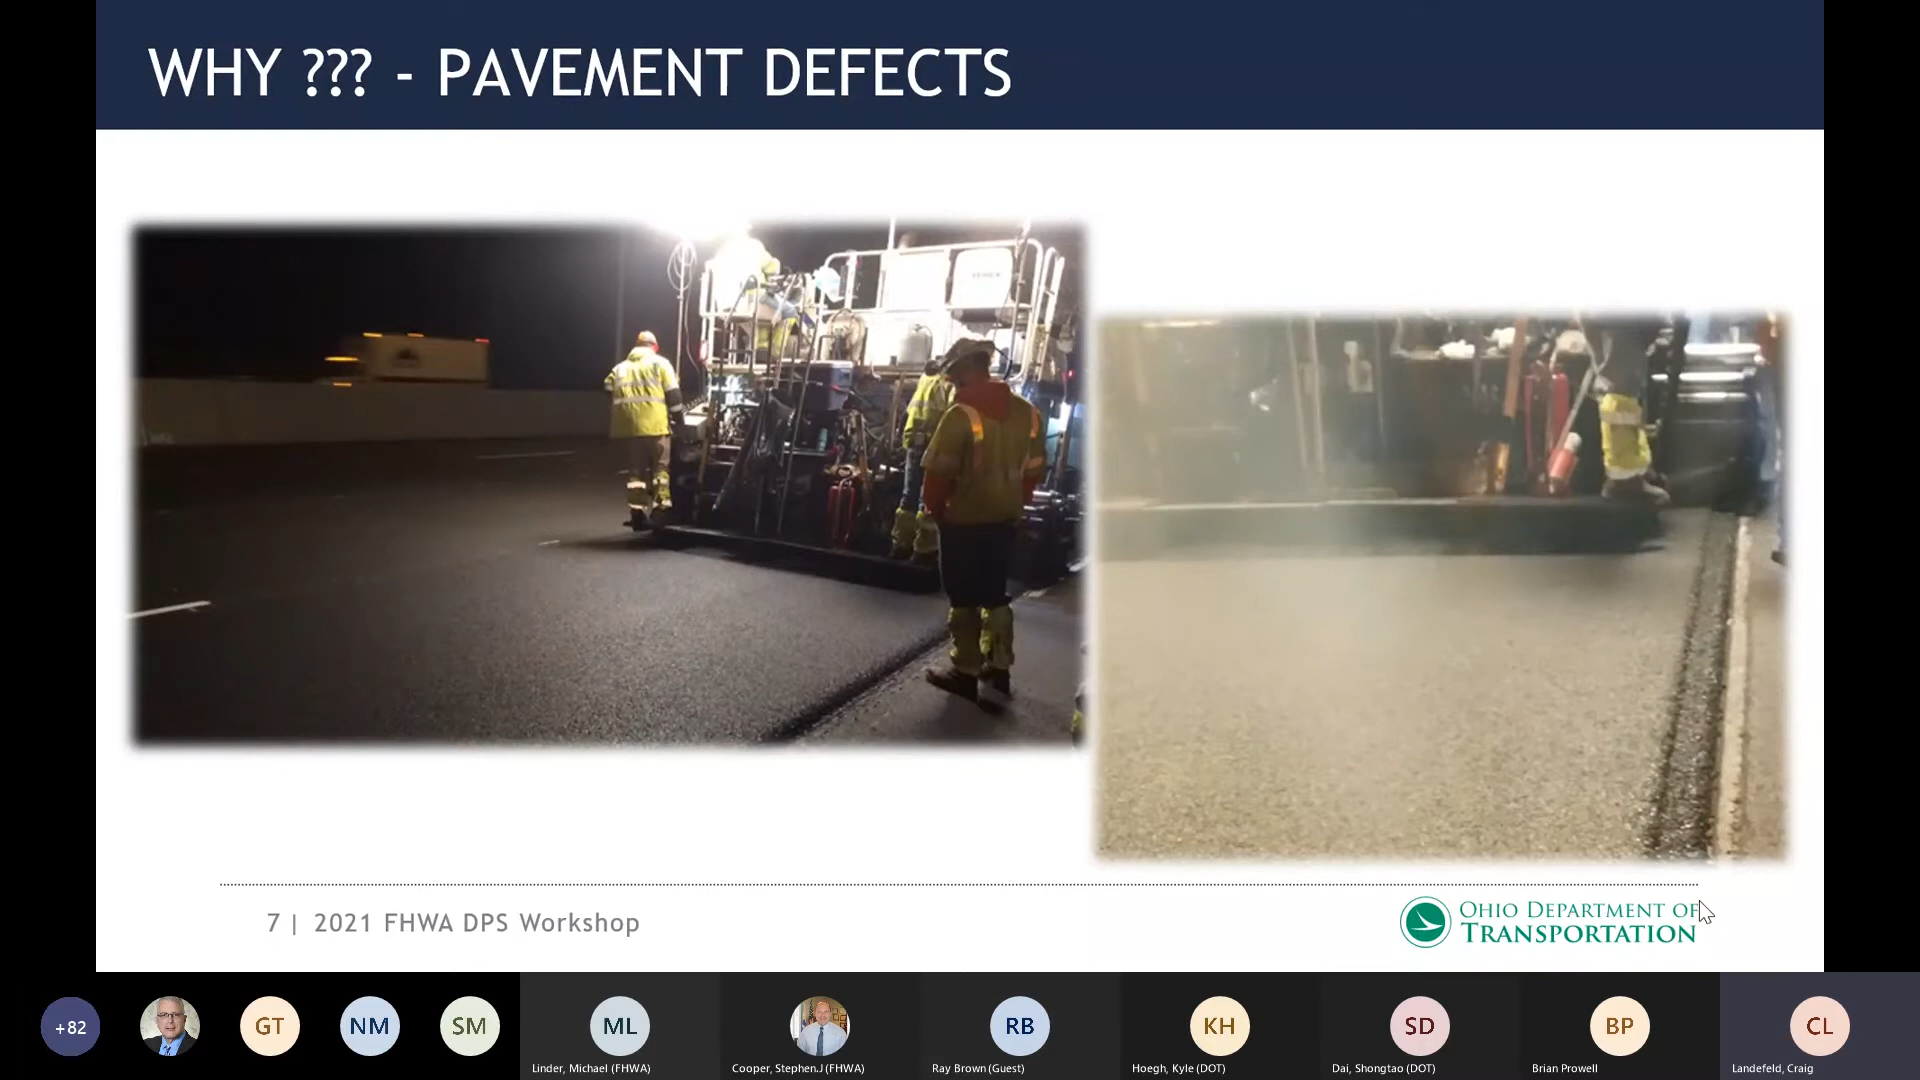 WHY ??? - PAVEMENT DEFECTS
7 | 2021 FHWA DPS Workshop
OHIO DEPARTMENT OF
TRANSPORTATION
+82
GT
NM
SM
ML
RB
KH
SD
BP
CL
Linder, Michael (FHWA)
Cooper, Stephen.J (FHWA)
Ray Brown (Guest)
Hoegh, Kyle (DOT)
Dai, Shongtao (DOT)
Brian Prowell
Landefeld, Craig